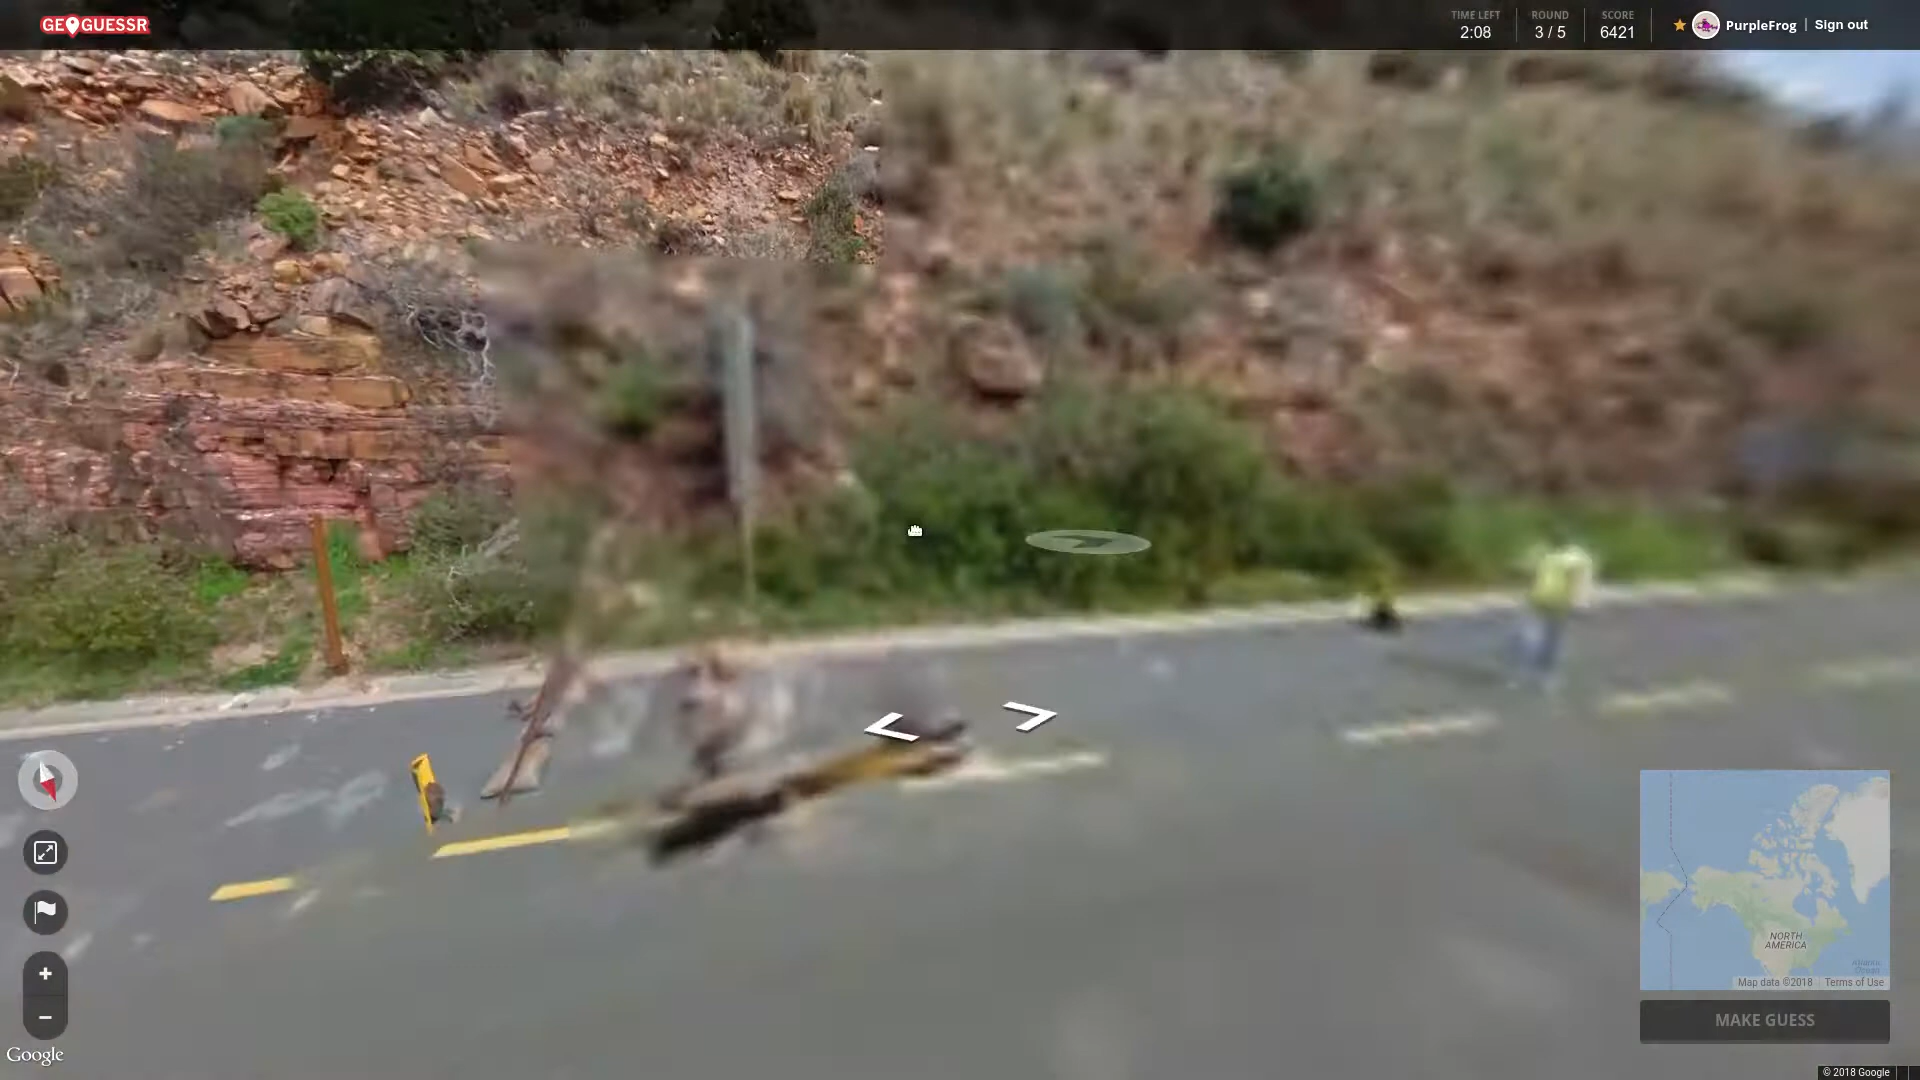 GEOGUESSR
TIME LEFT
2:08
ROUND
3 / 5
SCORE
6421
PurpleFrog
Sign out
NORTH
AMERICA
Map data ©2018
Terms of Use
MAKE GUESS
Google
© 2018 Google